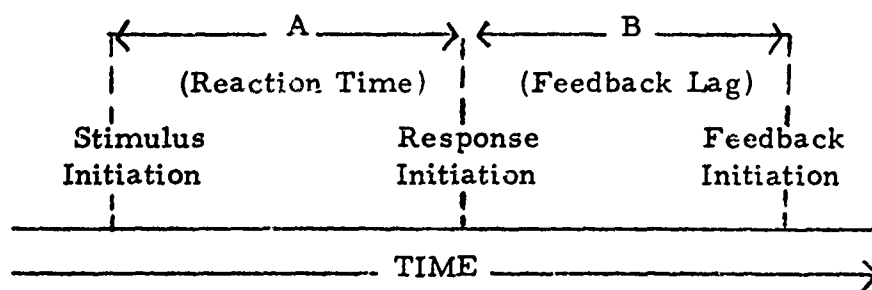 A B
(Reaction Time) (Feedback Lag)
Stimulus Response Feedback
Initiation Initiation Initiation
TIME